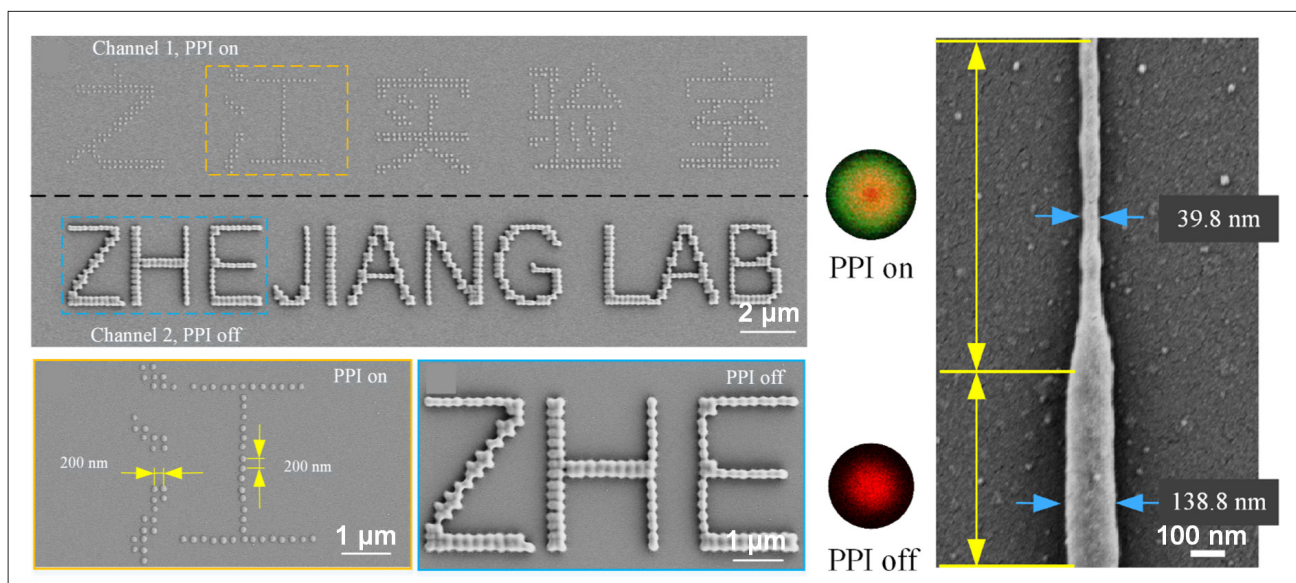 Channel 1, PPI on
之江实验室
ZHEJIANG LAB
Channel 2, PPI off
2 μm
PPI on
200 nm
200 nm
1 μm
PPI off
ZHE
1 μm
PPI on
PPI off
39.8 nm
138.8 nm
100 nm